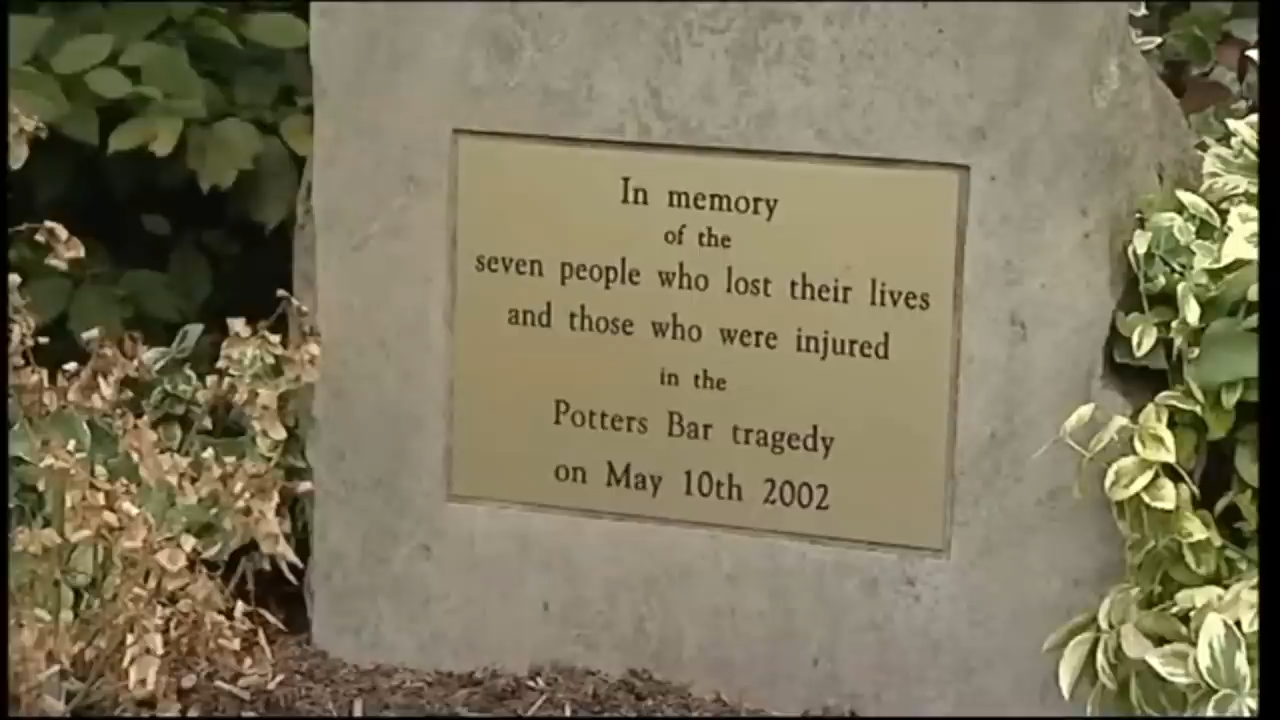 In memory
of the
seven people who lost their lives
and those who were injured
in the
Potters Bar tragedy
on May 10th 2002